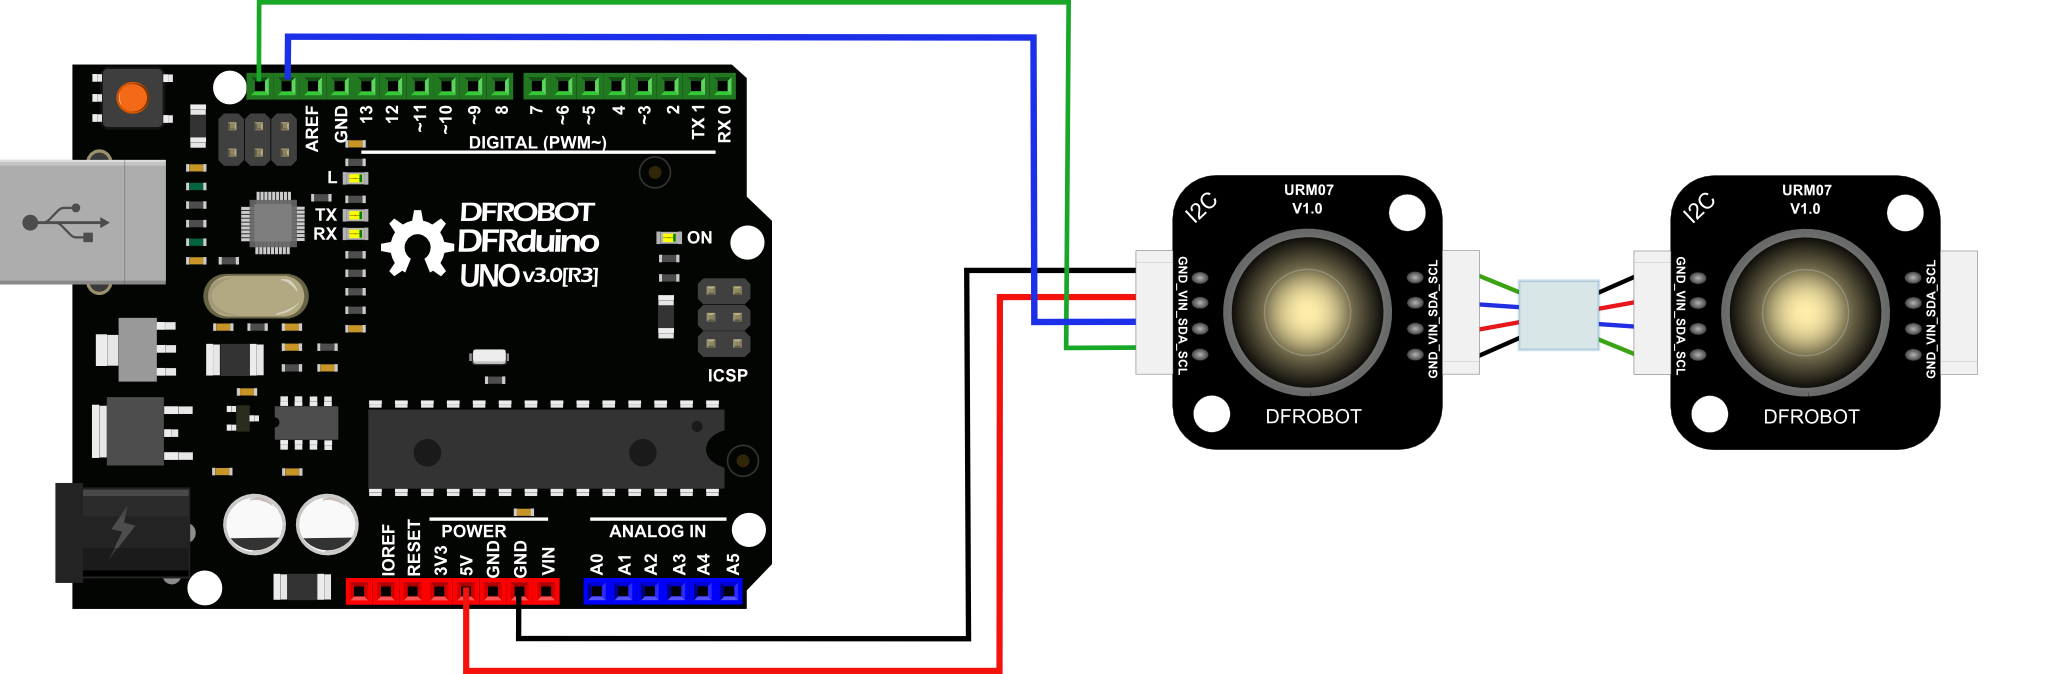 AREF
GND
13
12
~11
~10
~9
8
7
~6
~5
4
~3
2
TX 1
RX 0
DIGITAL (PWM~)
L
TX
RX
DFROBOT
DFRduino
UNO v3.0[R3]
ON
ICSP
POWER
ANALOG IN
IOREF
RESET
3V3
5V
GND
GND
VIN
A0
A1
A2
A3
A4
A5
I2C
URM07
V1.0
GND_VIN_SDA_SCL
GND_VIN_SDA_SCL
DFROBOT
I2C
URM07
V1.0
GND_VIN_SDA_SCL
GND_VIN_SDA_SCL
DFROBOT